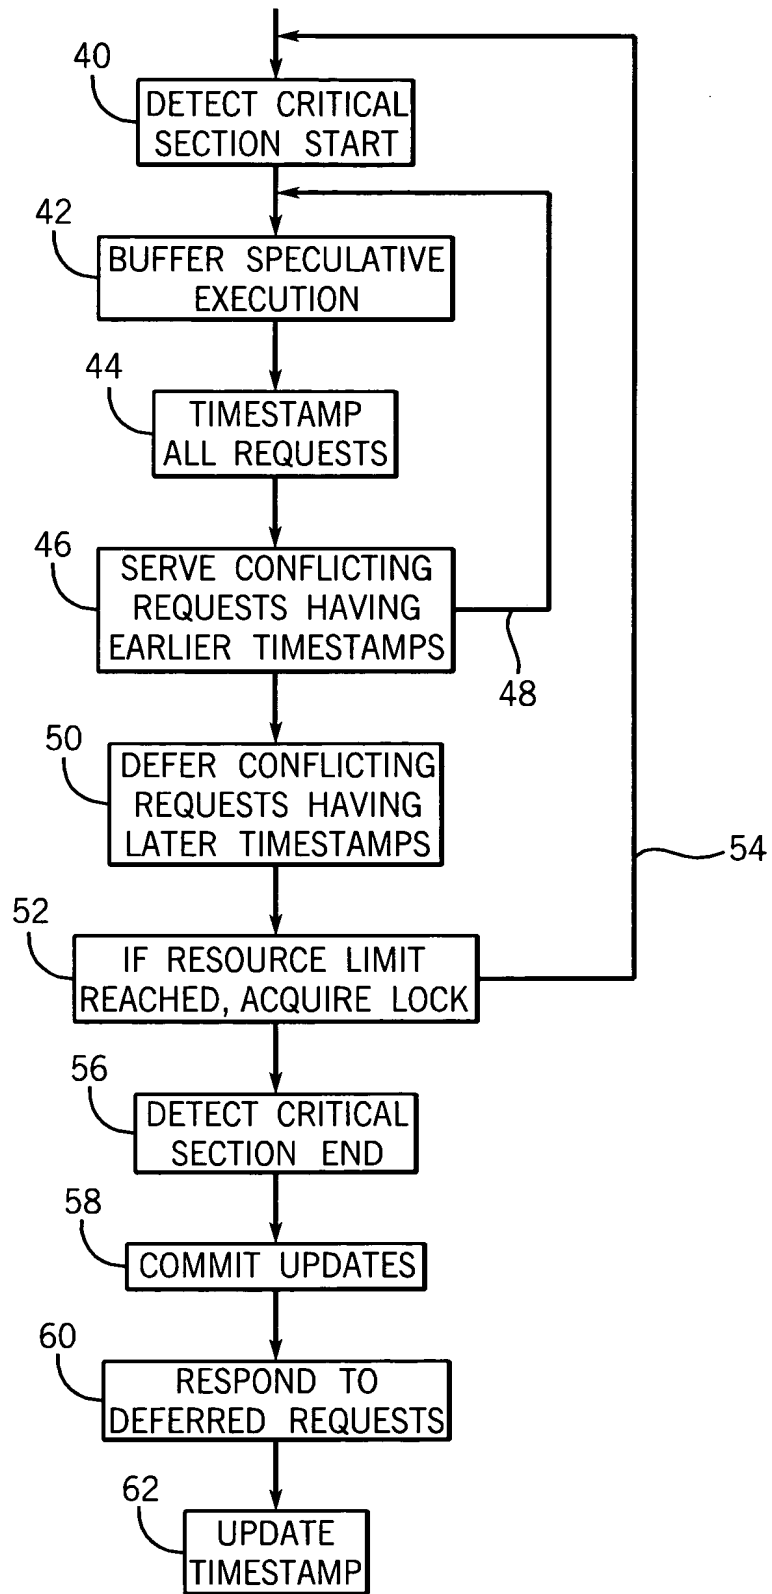 40
DETECT CRITICAL
SECTION START
42
BUFFER SPECULATIVE
EXECUTION
44
TIMESTAMP
ALL REQUESTS
46
SERVE CONFLICTING
REQUESTS HAVING
EARLIER TIMESTAMPS
48
50
DEFER CONFLICTING
REQUESTS HAVING
LATER TIMESTAMPS
54
52
IF RESOURCE LIMIT
REACHED, ACQUIRE LOCK
56
DETECT CRITICAL
SECTION END
58
COMMIT UPDATES
60
RESPOND TO
DEFERRED REQUESTS
62
UPDATE
TIMESTAMP